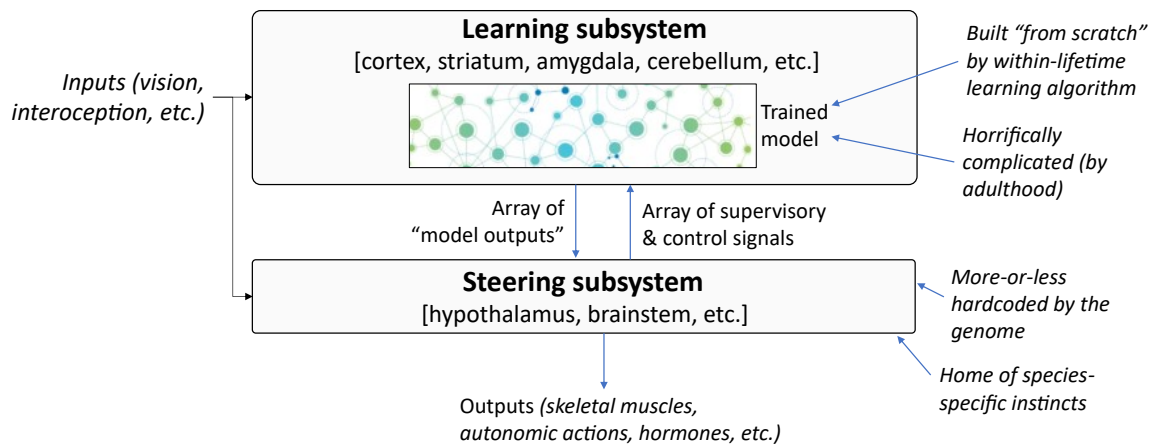 Learning subsystem
[cortex, striatum, amygdala, cerebellum, etc.]
Inputs (vision,
interoception, etc.)
Trained
model
Built “from scratch”
by within-lifetime
learning algorithm
Horrifically
complicated (by
adulthood)
Array of
“model outputs”
Array of supervisory
& control signals
Steering subsystem
[hypothalamus, brainstem, etc.]
More-or-less
hardcoded by the
genome
Home of species-
specific instincts
Outputs (skeletal muscles,
autonomic actions, hormones, etc.)